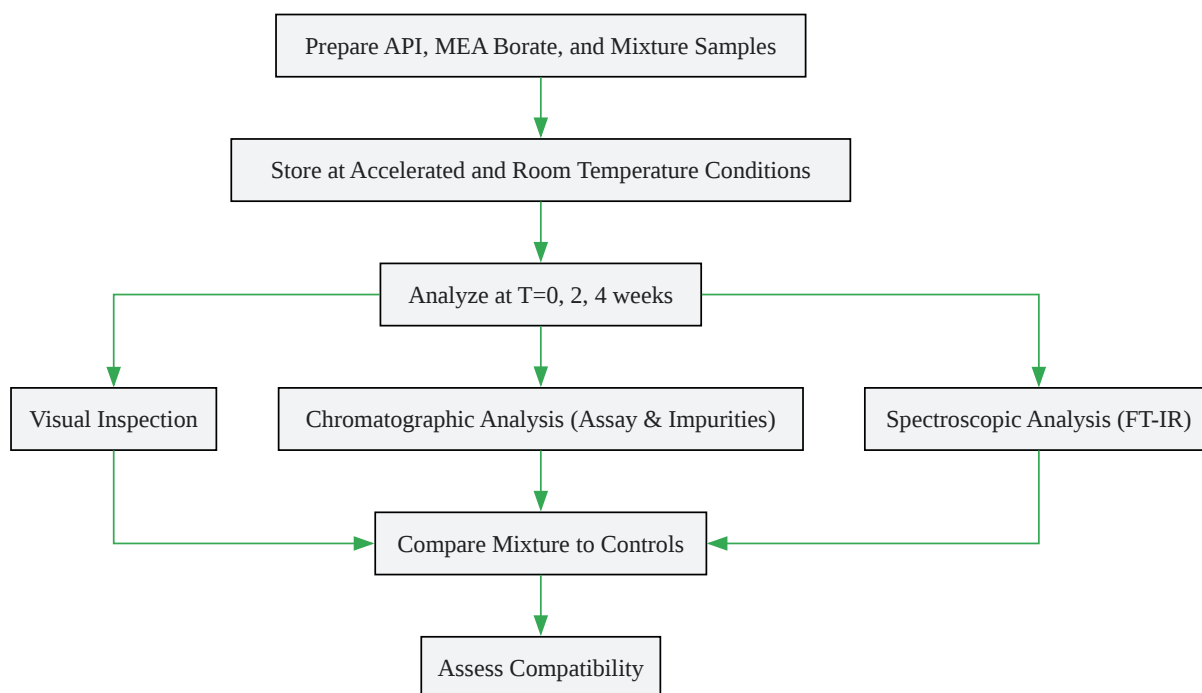 Prepare API, MEA Borate, and Mixture Samples
Store at Accelerated and Room Temperature Conditions
Analyze at T=0, 2, 4 weeks
Visual Inspection
Chromatographic Analysis (Assay & Impurities)
Spectroscopic Analysis (FT-IR)
Compare Mixture to Controls
Assess Compatibility